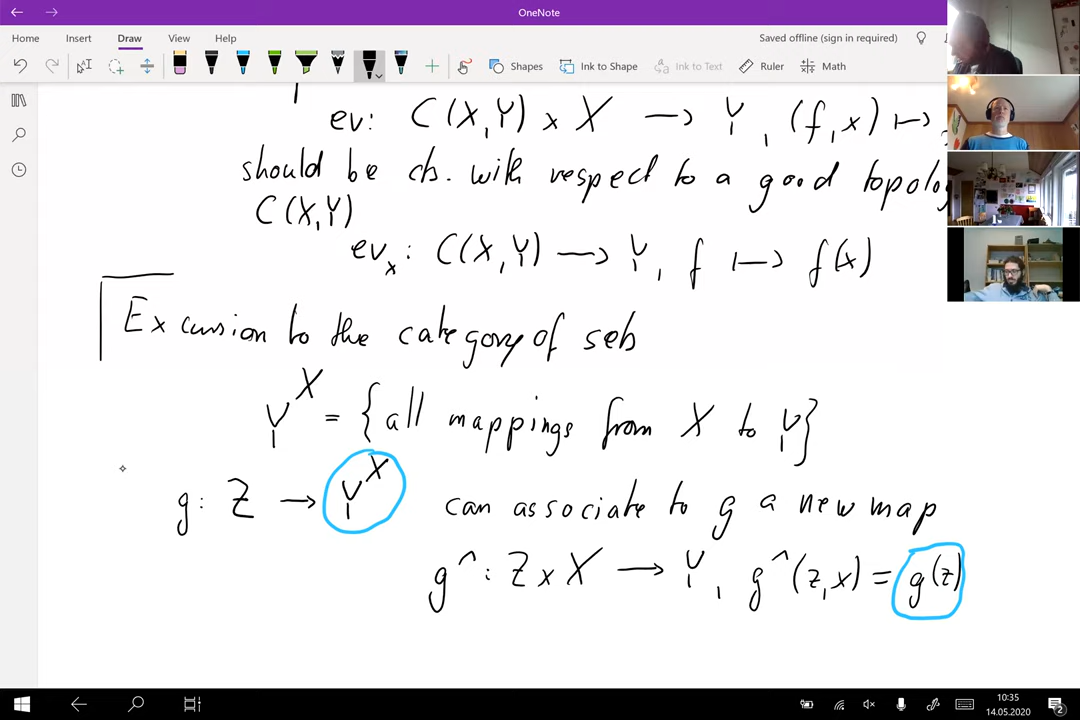 OneNote
Home Insert Draw View Help Saved offline (sign in required)
Shapes Ink to Shape Ink to Text Ruler Math
ev: C(X,Y) × X → Y, (f,x) ↦
should be cts. with respect to a good topolo
C(X,Y)
ev_x : C(X,Y) → Y, f ↦ f(x)
Excursion to the category of sets
Y^X = {all mappings from X to Y}
g: Z → Y^X can associate to g a new map
g^ : Z × X → Y, g^(z,x) = g(z)
10:35
14.05.2020
2